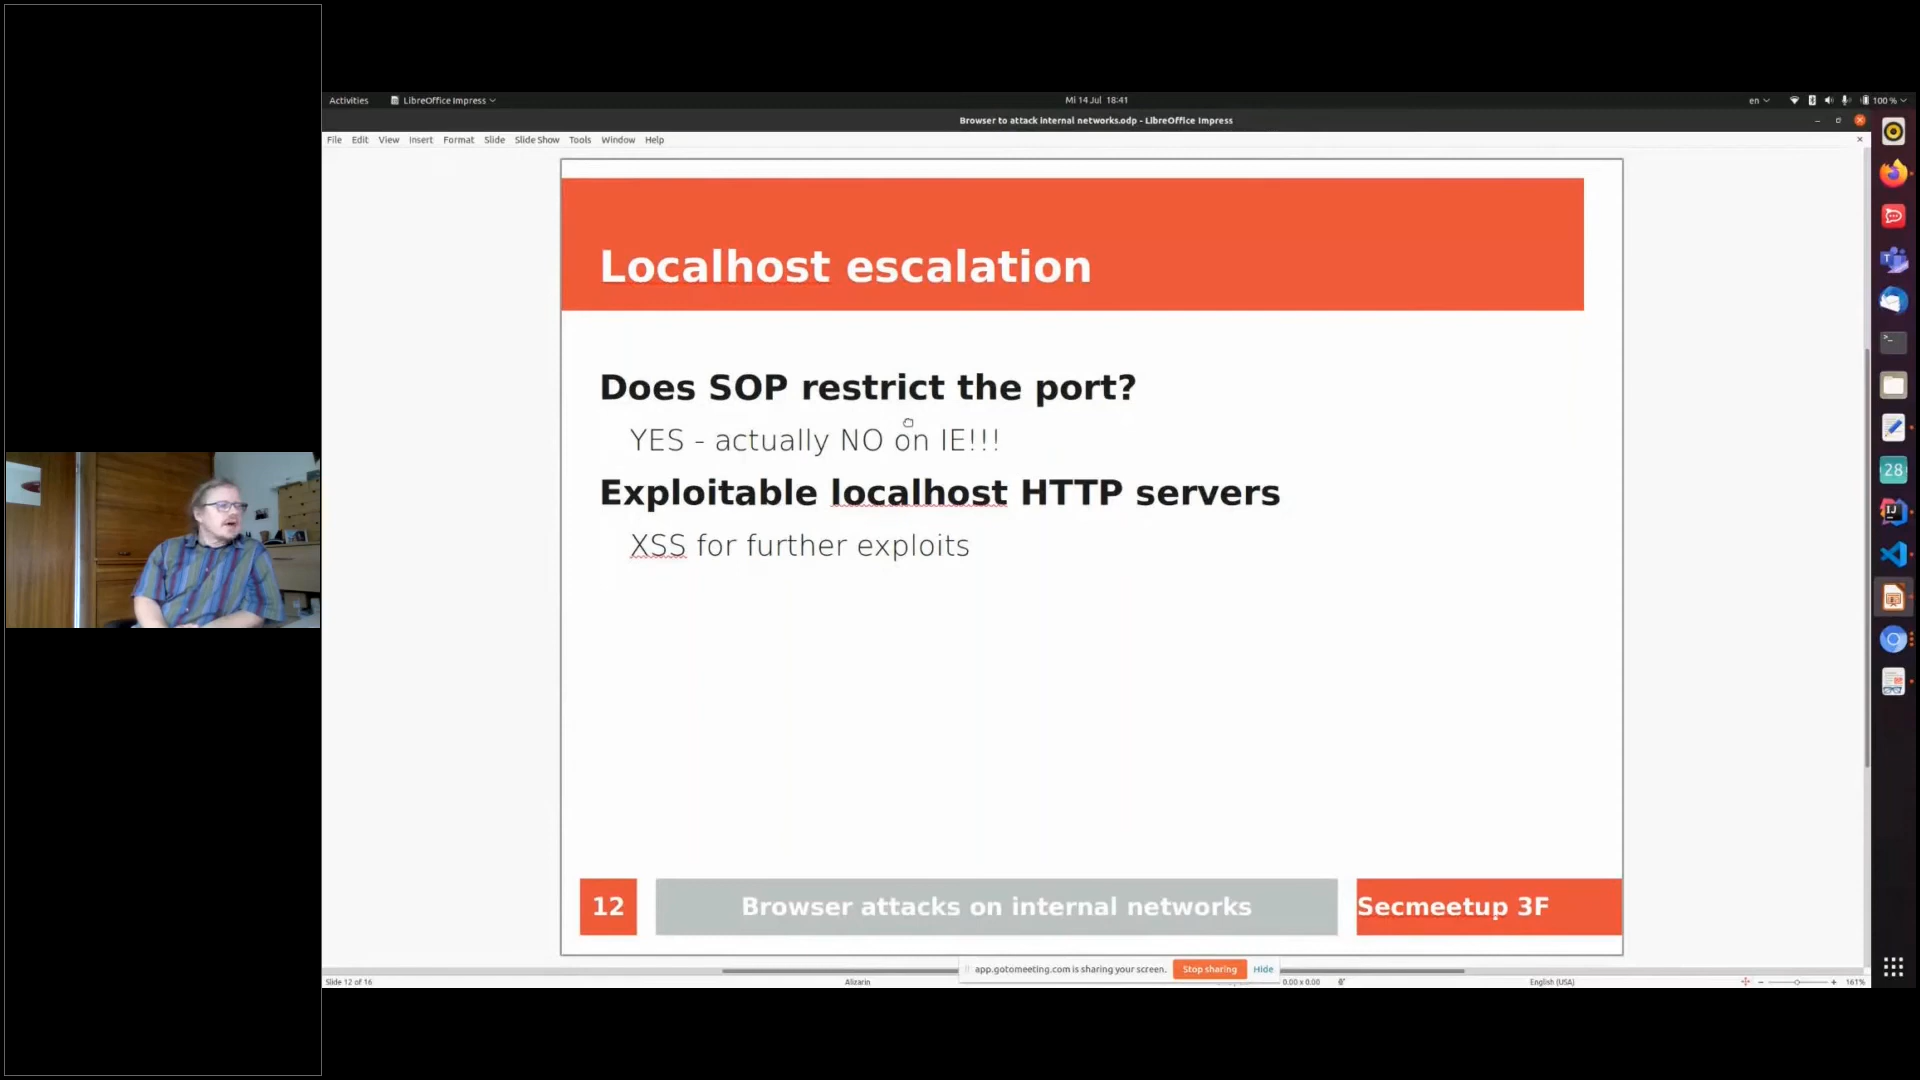 Activities
LibreOffice Impress
Mi 14 Jul 18:41
en
100 %
Browser to attack internal networks.odp - LibreOffice Impress
File Edit View Insert Format Slide Slide Show Tools Window Help
Localhost escalation
Does SOP restrict the port?
YES - actually NO on IE!!!
Exploitable localhost HTTP servers
XSS for further exploits
12
Browser attacks on internal networks
Secmeetup 3F
app.gotomeeting.com is sharing your screen.
Stop sharing
Hide
Slide 12 of 16
Alizarin
0.00 x 0.00
English (USA)
161%
28
IJ